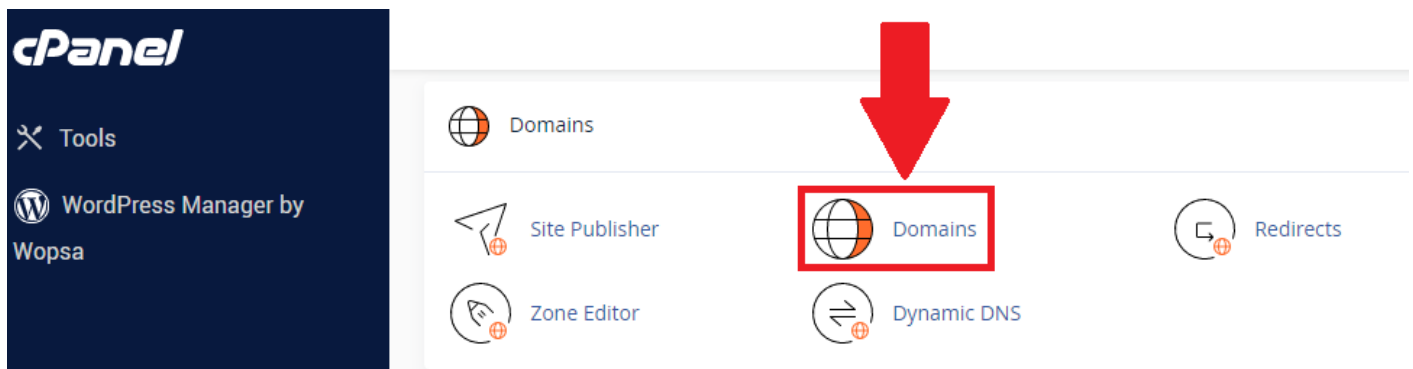 cPanel
Tools
WordPress Manager by
Wopsa
Domains
Site Publisher
Domains
Redirects
Zone Editor
Dynamic DNS